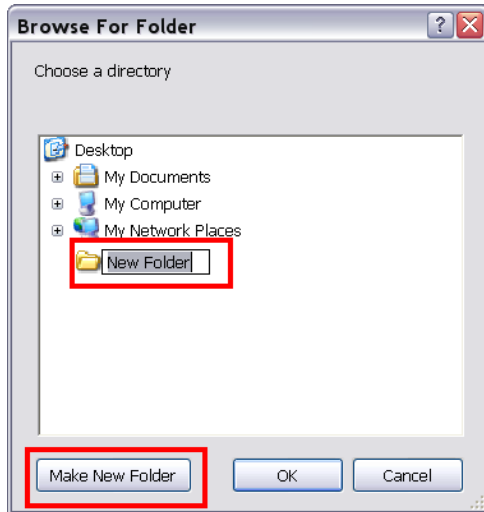 Browse For Folder
Choose a directory
Desktop
My Documents
My Computer
My Network Places
New Folder
Make New Folder OK Cancel